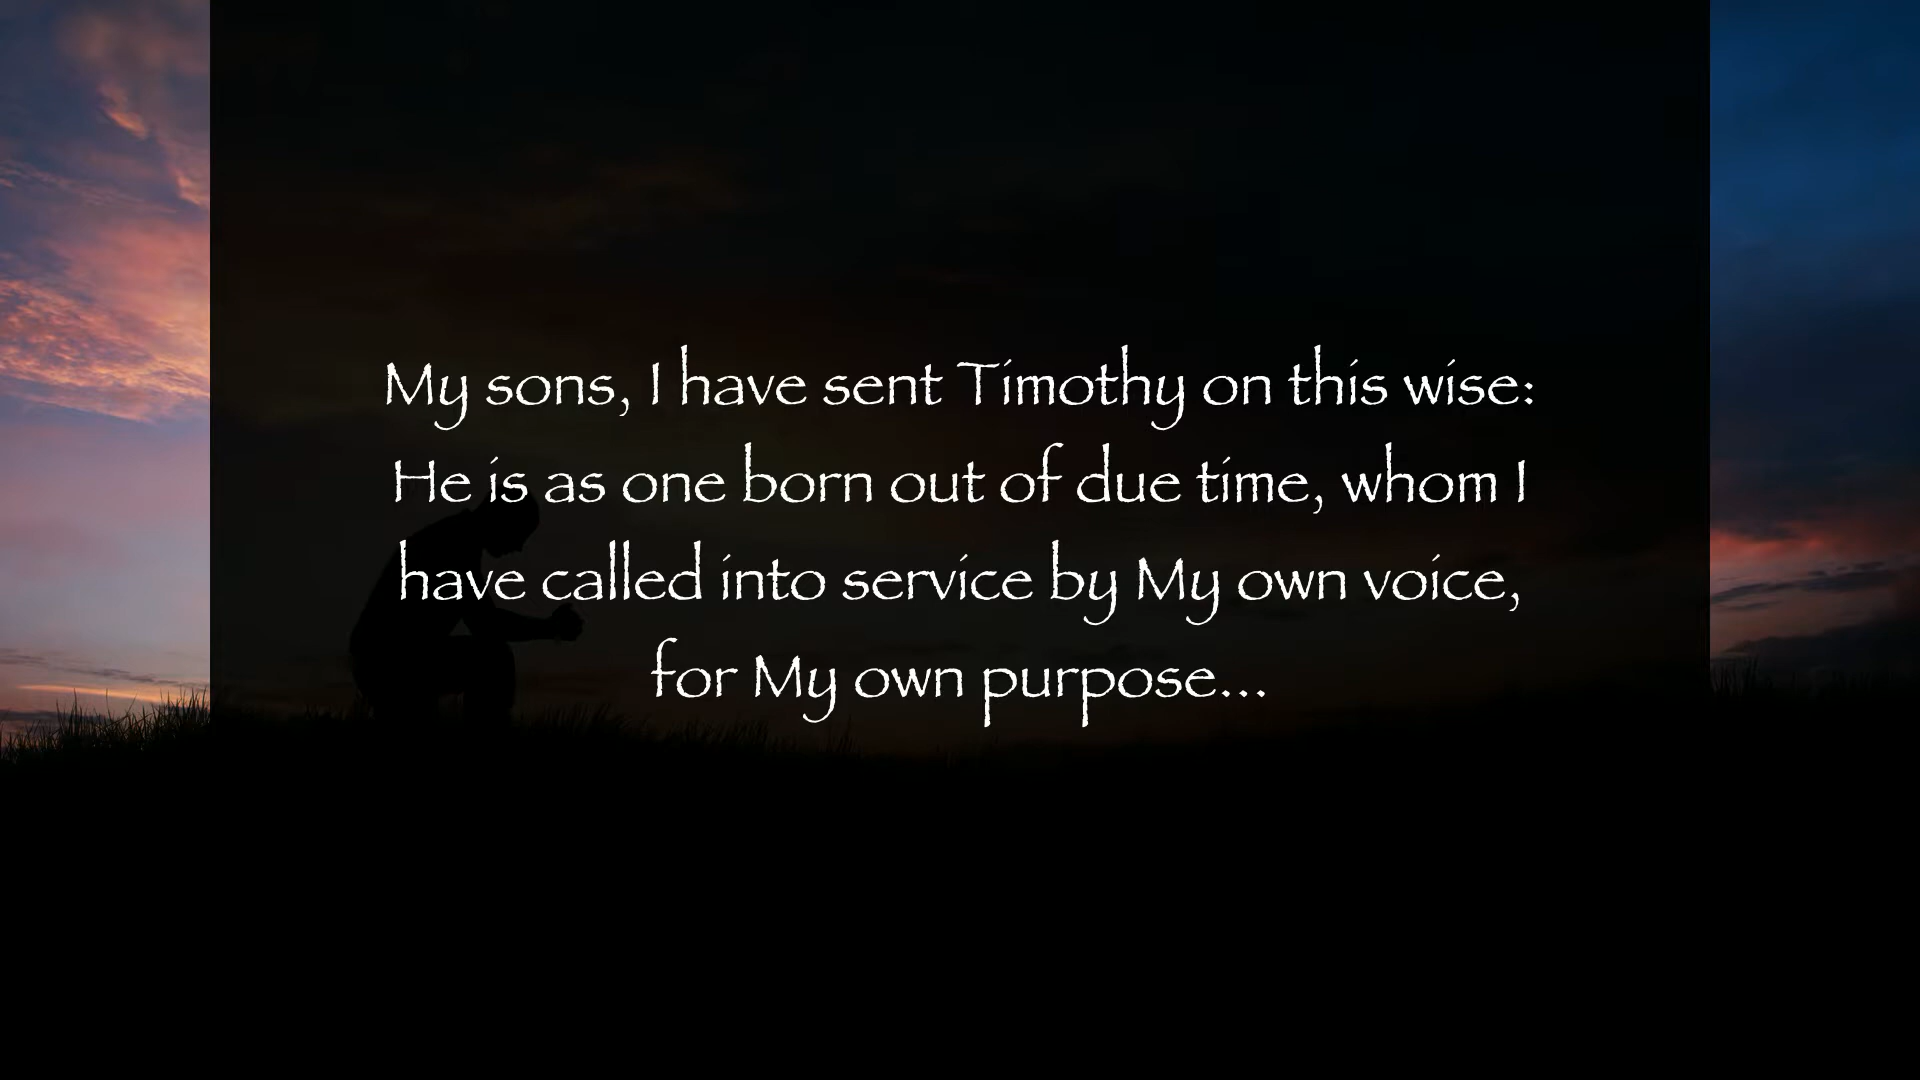 My sons, I have sent Timothy on this wise:
He is as one born out of due time, whom I
have called into service by My own voice,
for My own purpose...